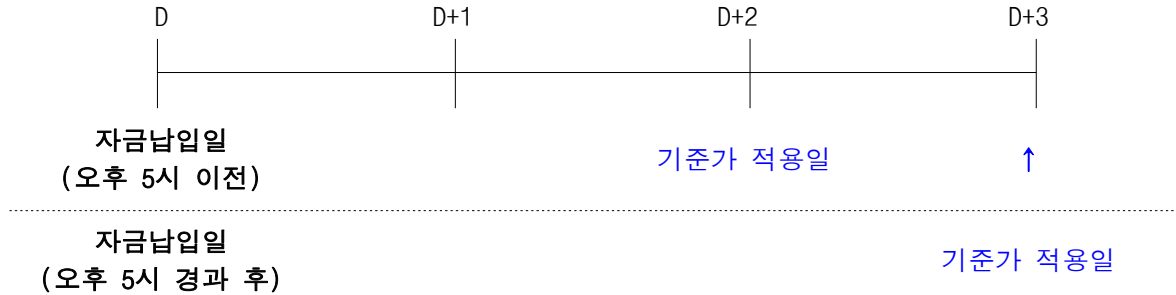 D D+1 D+2 D+3
자금납입일
(오후 5시 이전)
기준가 적용일 ↑
자금납입일
(오후 5시 경과 후)
기준가 적용일